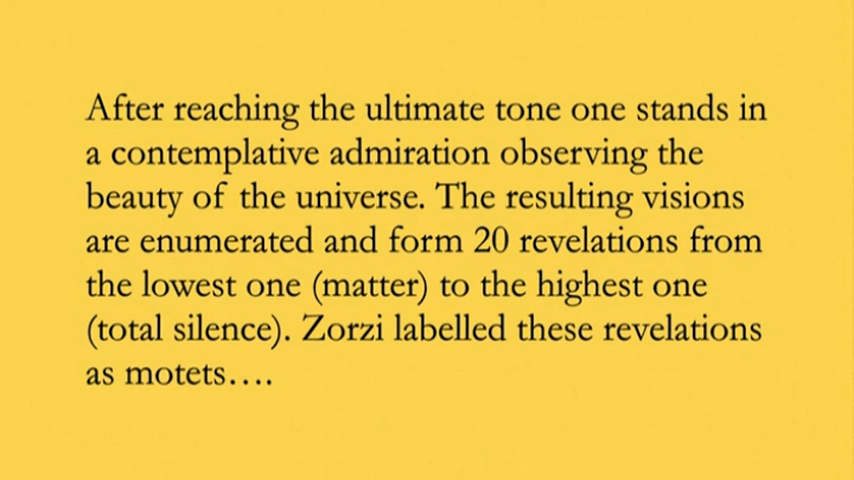 After reaching the ultimate tone one stands in
a contemplative admiration observing the
beauty of the universe. The resulting visions
are enumerated and form 20 revelations from
the lowest one (matter) to the highest one
(total silence). Zorzi labelled these revelations
as motets….